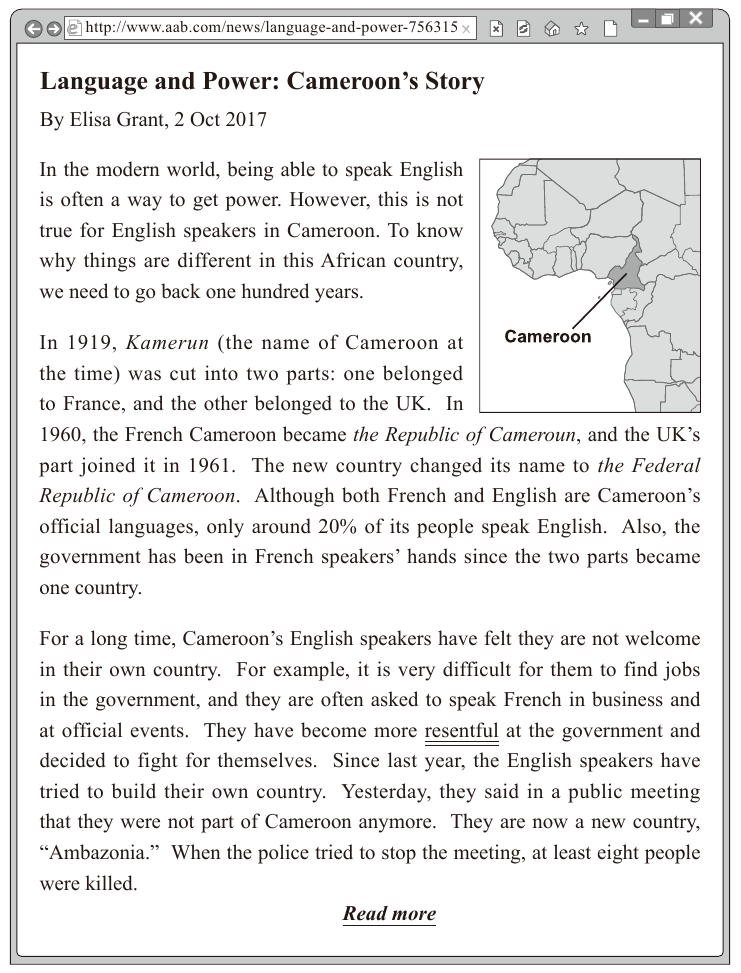 http://www.aab.com/news/language-and-power-756315
Language and Power: Cameroon's Story
By Elisa Grant, 2 Oct 2017
In the modern world, being able to speak English
is often a way to get power. However, this is not
true for English speakers in Cameroon. To know
why things are different in this African country,
we need to go back one hundred years.
Cameroon
In 1919, Kamerun (the name of Cameroon at
the time) was cut into two parts: one belonged
to France, and the other belonged to the UK. In
1960, the French Cameroon became the Republic of Cameroun, and the UK's
part joined it in 1961. The new country changed its name to the Federal
Republic of Cameroon. Although both French and English are Cameroon's
official languages, only around 20% of its people speak English. Also, the
government has been in French speakers' hands since the two parts became
one country.
For a long time, Cameroon's English speakers have felt they are not welcome
in their own country. For example, it is very difficult for them to find jobs
in the government, and they are often asked to speak French in business and
at official events. They have become more resentful at the government and
decided to fight for themselves. Since last year, the English speakers have
tried to build their own country. Yesterday, they said in a public meeting
that they were not part of Cameroon anymore. They are now a new country,
“Ambazonia.” When the police tried to stop the meeting, at least eight people
were killed.
Read more